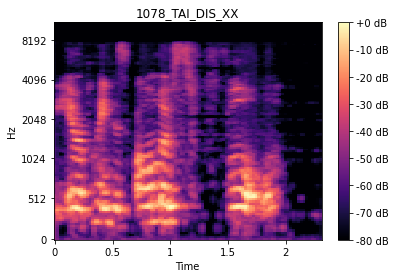 1078_TAI_DIS_XX
+0 dB
8192
-10 dB
4096
-20 dB
-30 dB
2048
Hz
-40 dB
1024
-50 dB
512
-60 dB
-70 dB
0
-80 dB
0 0.5 1 1.5 2
Time